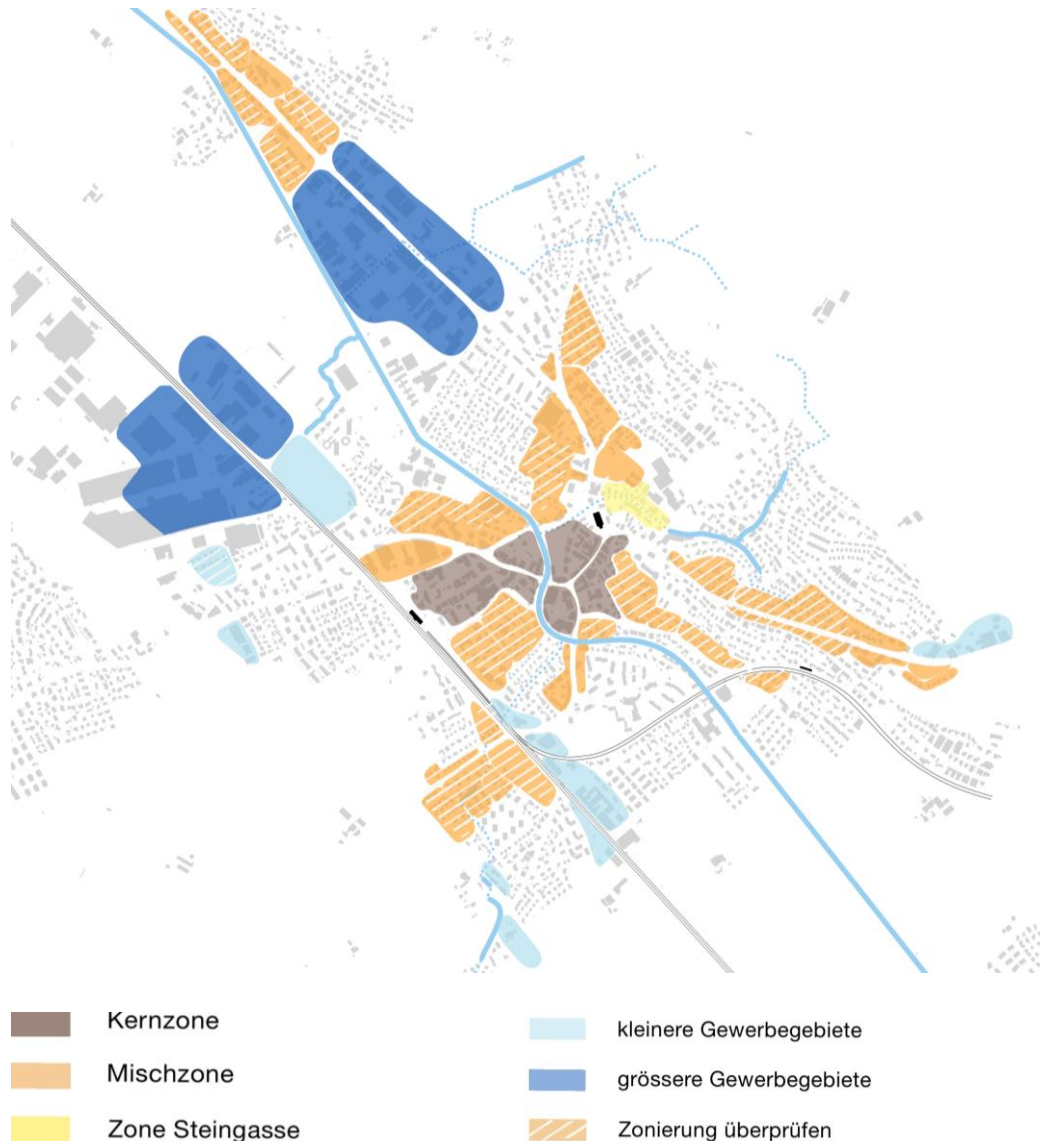 Kernzone
Mischzone
Zone Steingasse
kleinere Gewerbegebiete
grössere Gewerbegebiete
Zonierung überprüfen